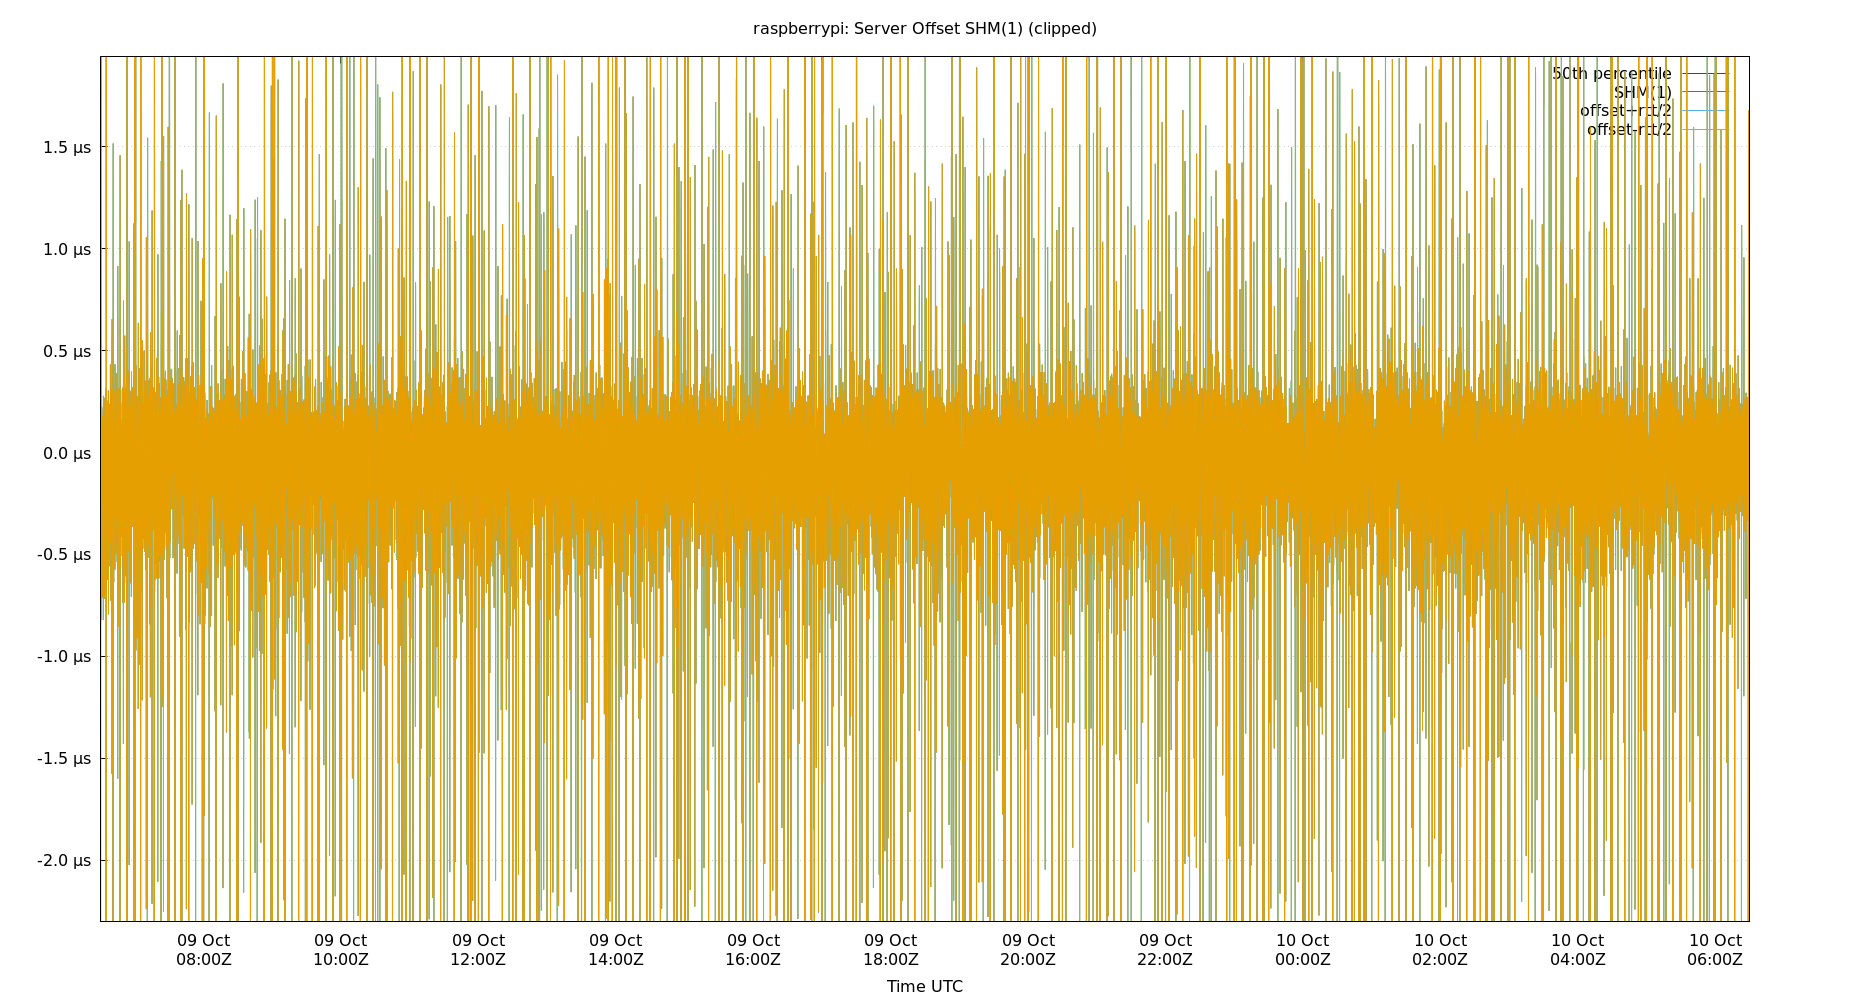 raspberrypi: Server Offset SHM(1) (clipped)
50th percentile
SHM(1)
offset+rtt/2
offset-rtt/2
1.5 µs
1.0 µs
0.5 µs
0.0 µs
-0.5 µs
-1.0 µs
-1.5 µs
-2.0 µs
09 Oct 09 Oct 09 Oct 09 Oct 09 Oct 09 Oct 09 Oct 09 Oct 10 Oct 10 Oct 10 Oct 10 Oct
08:00Z 10:00Z 12:00Z 14:00Z 16:00Z 18:00Z 20:00Z 22:00Z 00:00Z 02:00Z 04:00Z 06:00Z
Time UTC